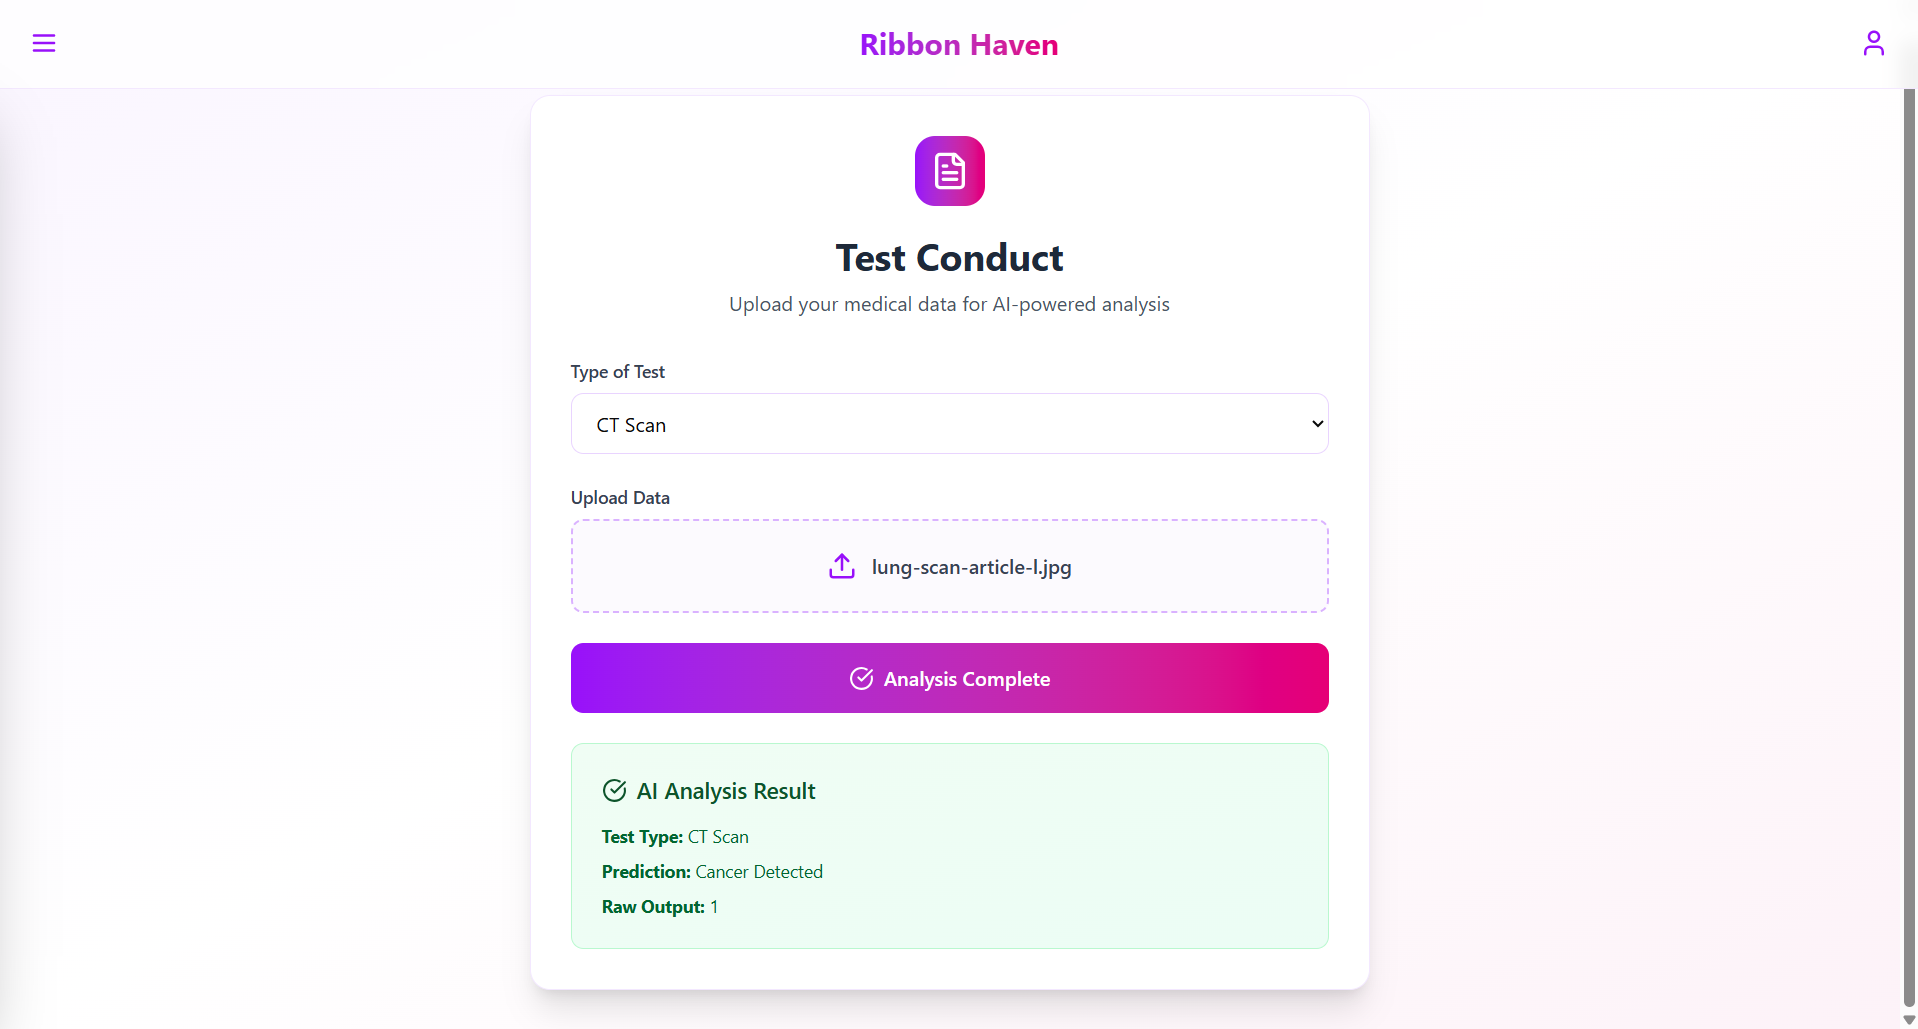 Ribbon Haven
Test Conduct
Upload your medical data for AI-powered analysis
Type of Test
CT Scan
Upload Data
lung-scan-article-l.jpg
Analysis Complete
AI Analysis Result
Test Type: CT Scan
Prediction: Cancer Detected
Raw Output: 1